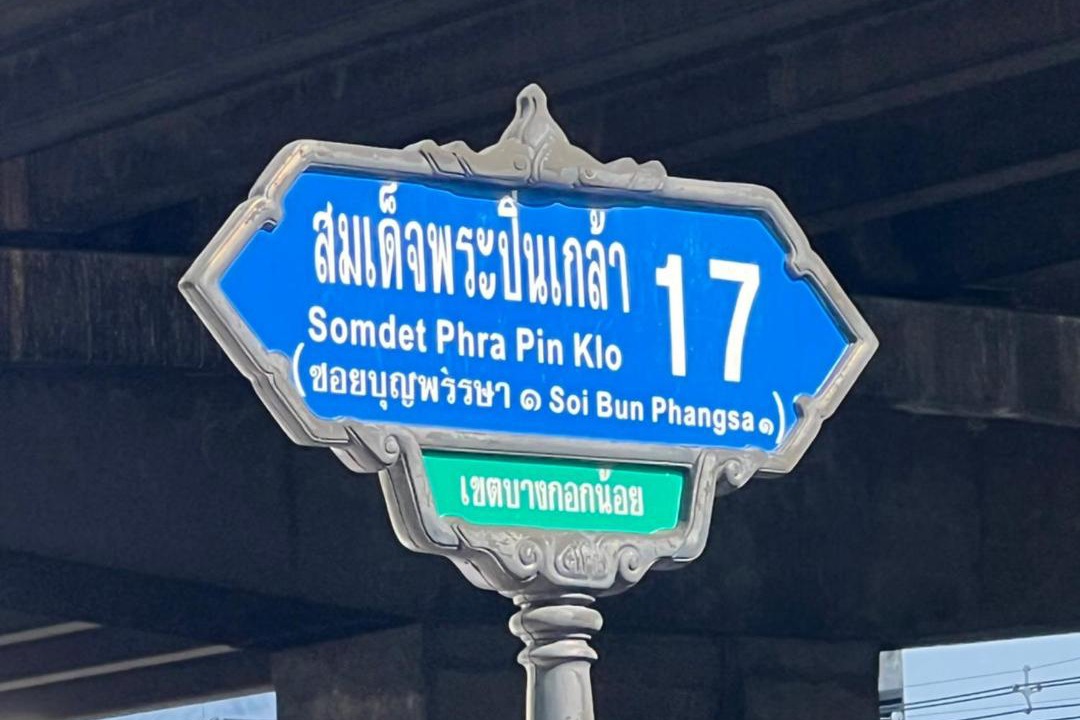 สมเด็จพระปิ่นเกล้า 17
Somdet Phra Pin Klo
(ซอยบุญพรรษา ๑ Soi Bun Phangsa ๑)
เขตบางกอกน้อย